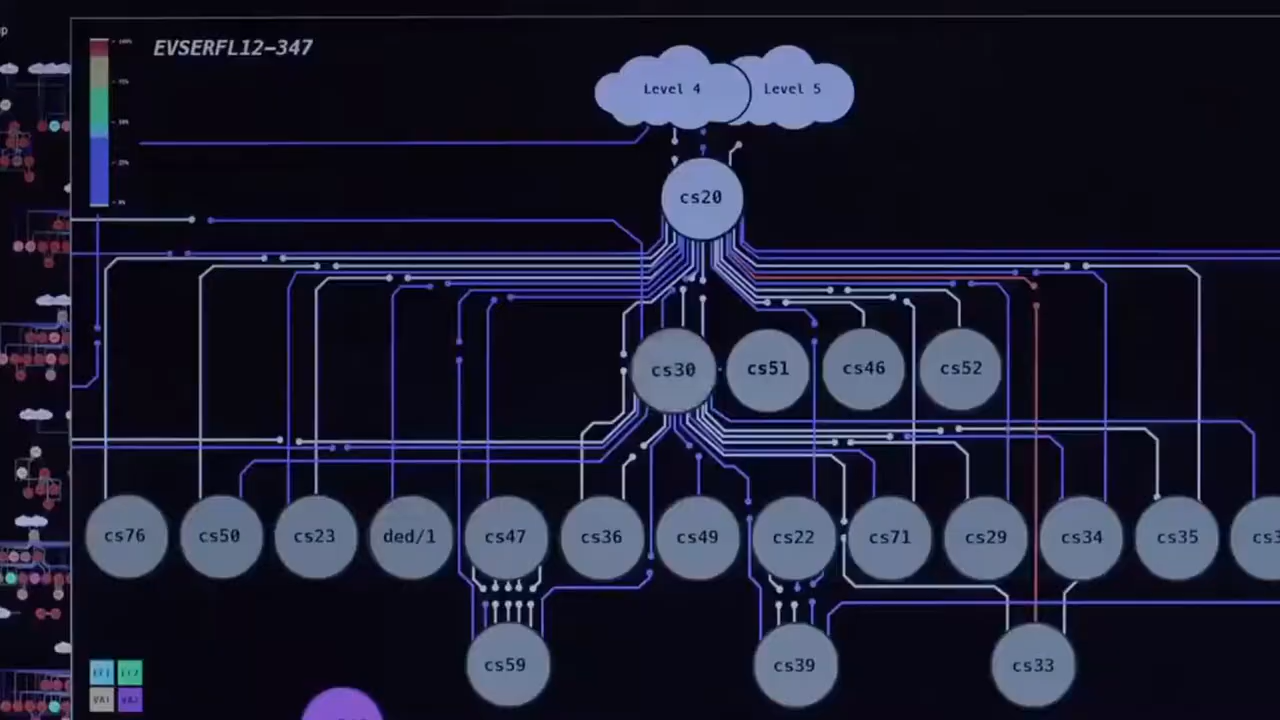 EVSERFL12-347
Level 4
Level 5
cs20
cs30
cs51
cs46
cs52
cs76
cs50
cs23
ded/1
cs47
cs36
cs49
cs22
cs71
cs29
cs34
cs35
cs59
cs39
cs33